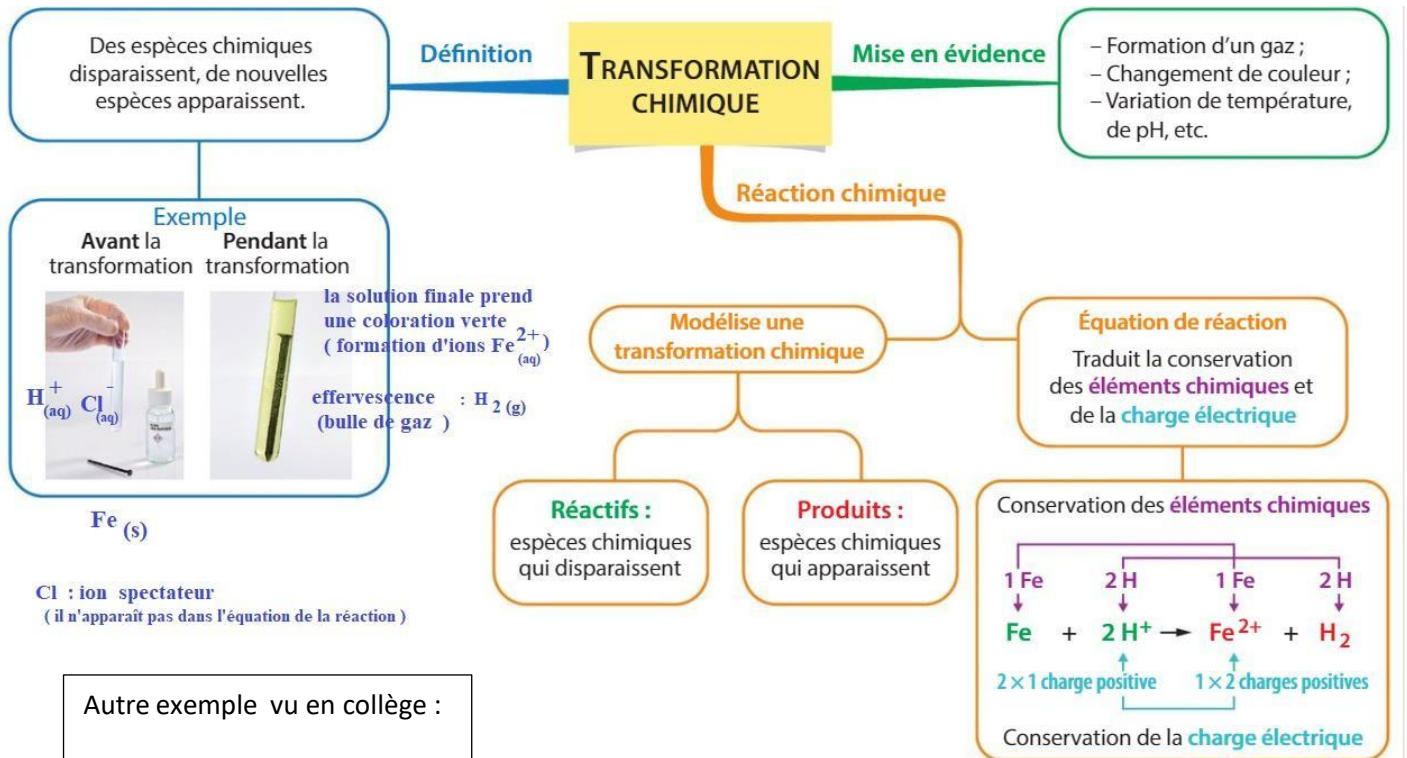 Des espèces chimiques
disparaissent, de nouvelles
espèces apparaissent.
Définition
TRANSFORMATION
CHIMIQUE
Mise en évidence
– Formation d'un gaz ;
– Changement de couleur ;
– Variation de température,
de pH, etc.
Réaction chimique
Exemple
Avant la
transformation
Pendant la
transformation
la solution finale prend
une coloration verte
( formation d'ions Fe2+(aq) )
effervescence : H2 (g)
(bulle de gaz )
H+(aq) Cl-(aq)
Fe (s)
Cl : ion spectateur
( il n'apparaît pas dans l'équation de la réaction )
Modélise une
transformation chimique
Réactifs :
espèces chimiques
qui disparaissent
Produits :
espèces chimiques
qui apparaissent
Équation de réaction
Traduit la conservation
des éléments chimiques et
de la charge électrique
Conservation des éléments chimiques
1 Fe 2 H 1 Fe 2 H
Fe + 2 H+ → Fe2+ + H2
2 × 1 charge positive 1 × 2 charges positives
Conservation de la charge électrique
Autre exemple vu en collège :